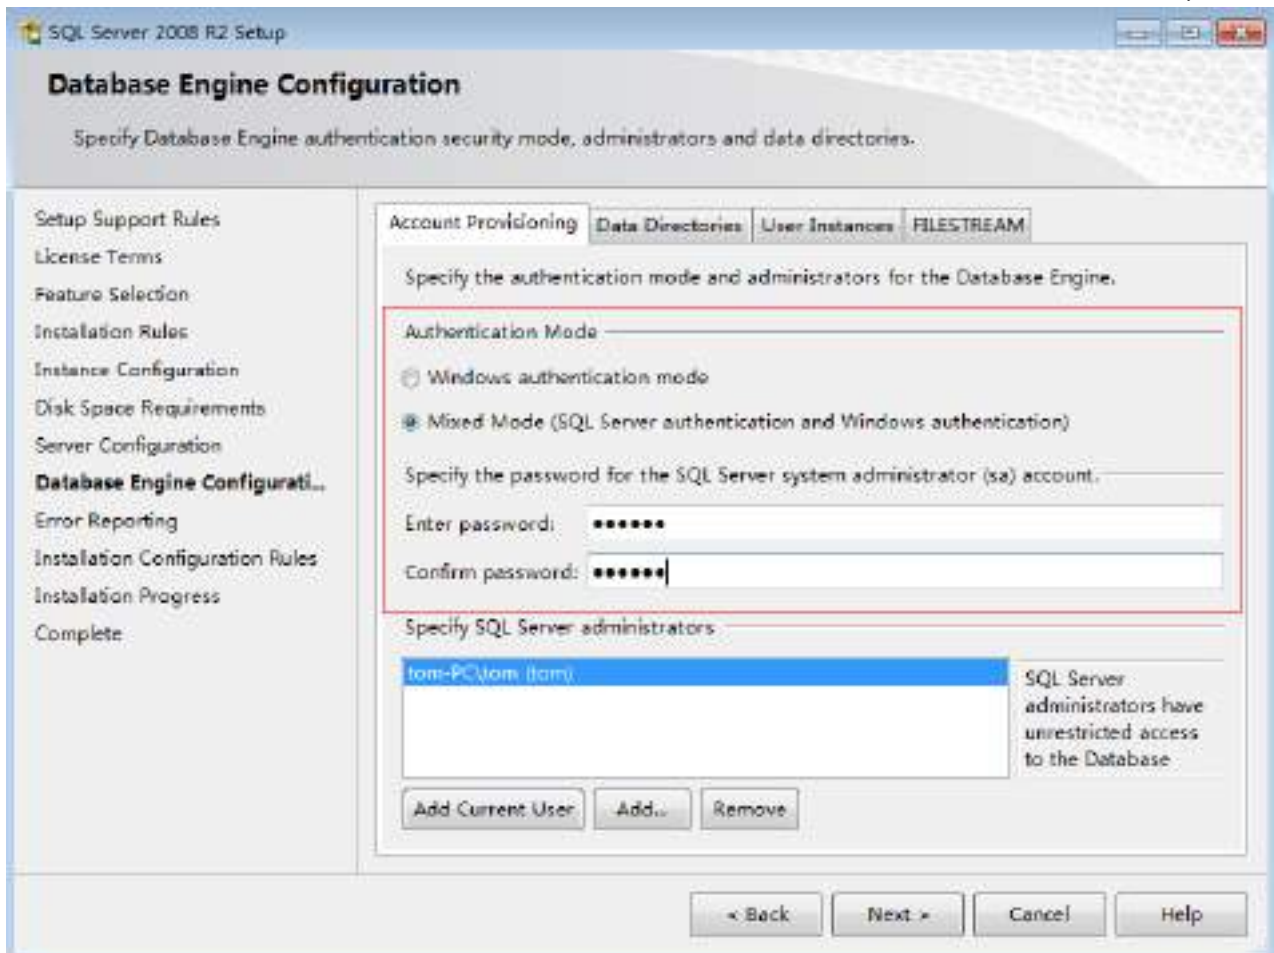 SQL Server 2008 R2 Setup
Database Engine Configuration
Specify Database Engine authentication security mode, administrators and data directories.
Setup Support Rules
License Terms
Feature Selection
Installation Rules
Instance Configuration
Disk Space Requirements
Server Configuration
Database Engine Configurati...
Error Reporting
Installation Configuration Rules
Installation Progress
Complete
Account Provisioning Data Directories User Instances FILESTREAM
Specify the authentication mode and administrators for the Database Engine.
Authentication Mode
Windows authentication mode
Mixed Mode (SQL Server authentication and Windows authentication)
Specify the password for the SQL Server system administrator (sa) account.
Enter password: ●●●●●●
Confirm password: ●●●●●●
Specify SQL Server administrators
tom-PC\tom (tom)
SQL Server
administrators have
unrestricted access
to the Database
Add Current User Add... Remove
< Back Next > Cancel Help